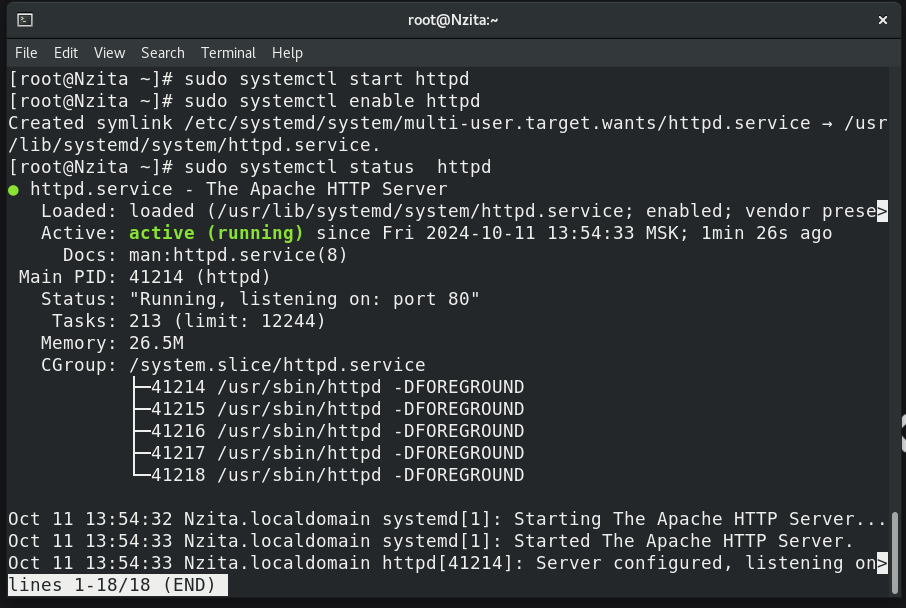 root@Nzita:~
File Edit View Search Terminal Help
[root@Nzita ~]# sudo systemctl start httpd
[root@Nzita ~]# sudo systemctl enable httpd
Created symlink /etc/systemd/system/multi-user.target.wants/httpd.service → /usr
/lib/systemd/system/httpd.service.
[root@Nzita ~]# sudo systemctl status  httpd
● httpd.service - The Apache HTTP Server
   Loaded: loaded (/usr/lib/systemd/system/httpd.service; enabled; vendor prese>
   Active: active (running) since Fri 2024-10-11 13:54:33 MSK; 1min 26s ago
     Docs: man:httpd.service(8)
 Main PID: 41214 (httpd)
   Status: "Running, listening on: port 80"
    Tasks: 213 (limit: 12244)
   Memory: 26.5M
   CGroup: /system.slice/httpd.service
           ├─41214 /usr/sbin/httpd -DFOREGROUND
           ├─41215 /usr/sbin/httpd -DFOREGROUND
           ├─41216 /usr/sbin/httpd -DFOREGROUND
           ├─41217 /usr/sbin/httpd -DFOREGROUND
           └─41218 /usr/sbin/httpd -DFOREGROUND
Oct 11 13:54:32 Nzita.localdomain systemd[1]: Starting The Apache HTTP Server...
Oct 11 13:54:33 Nzita.localdomain systemd[1]: Started The Apache HTTP Server.
Oct 11 13:54:33 Nzita.localdomain httpd[41214]: Server configured, listening on>
lines 1-18/18 (END)